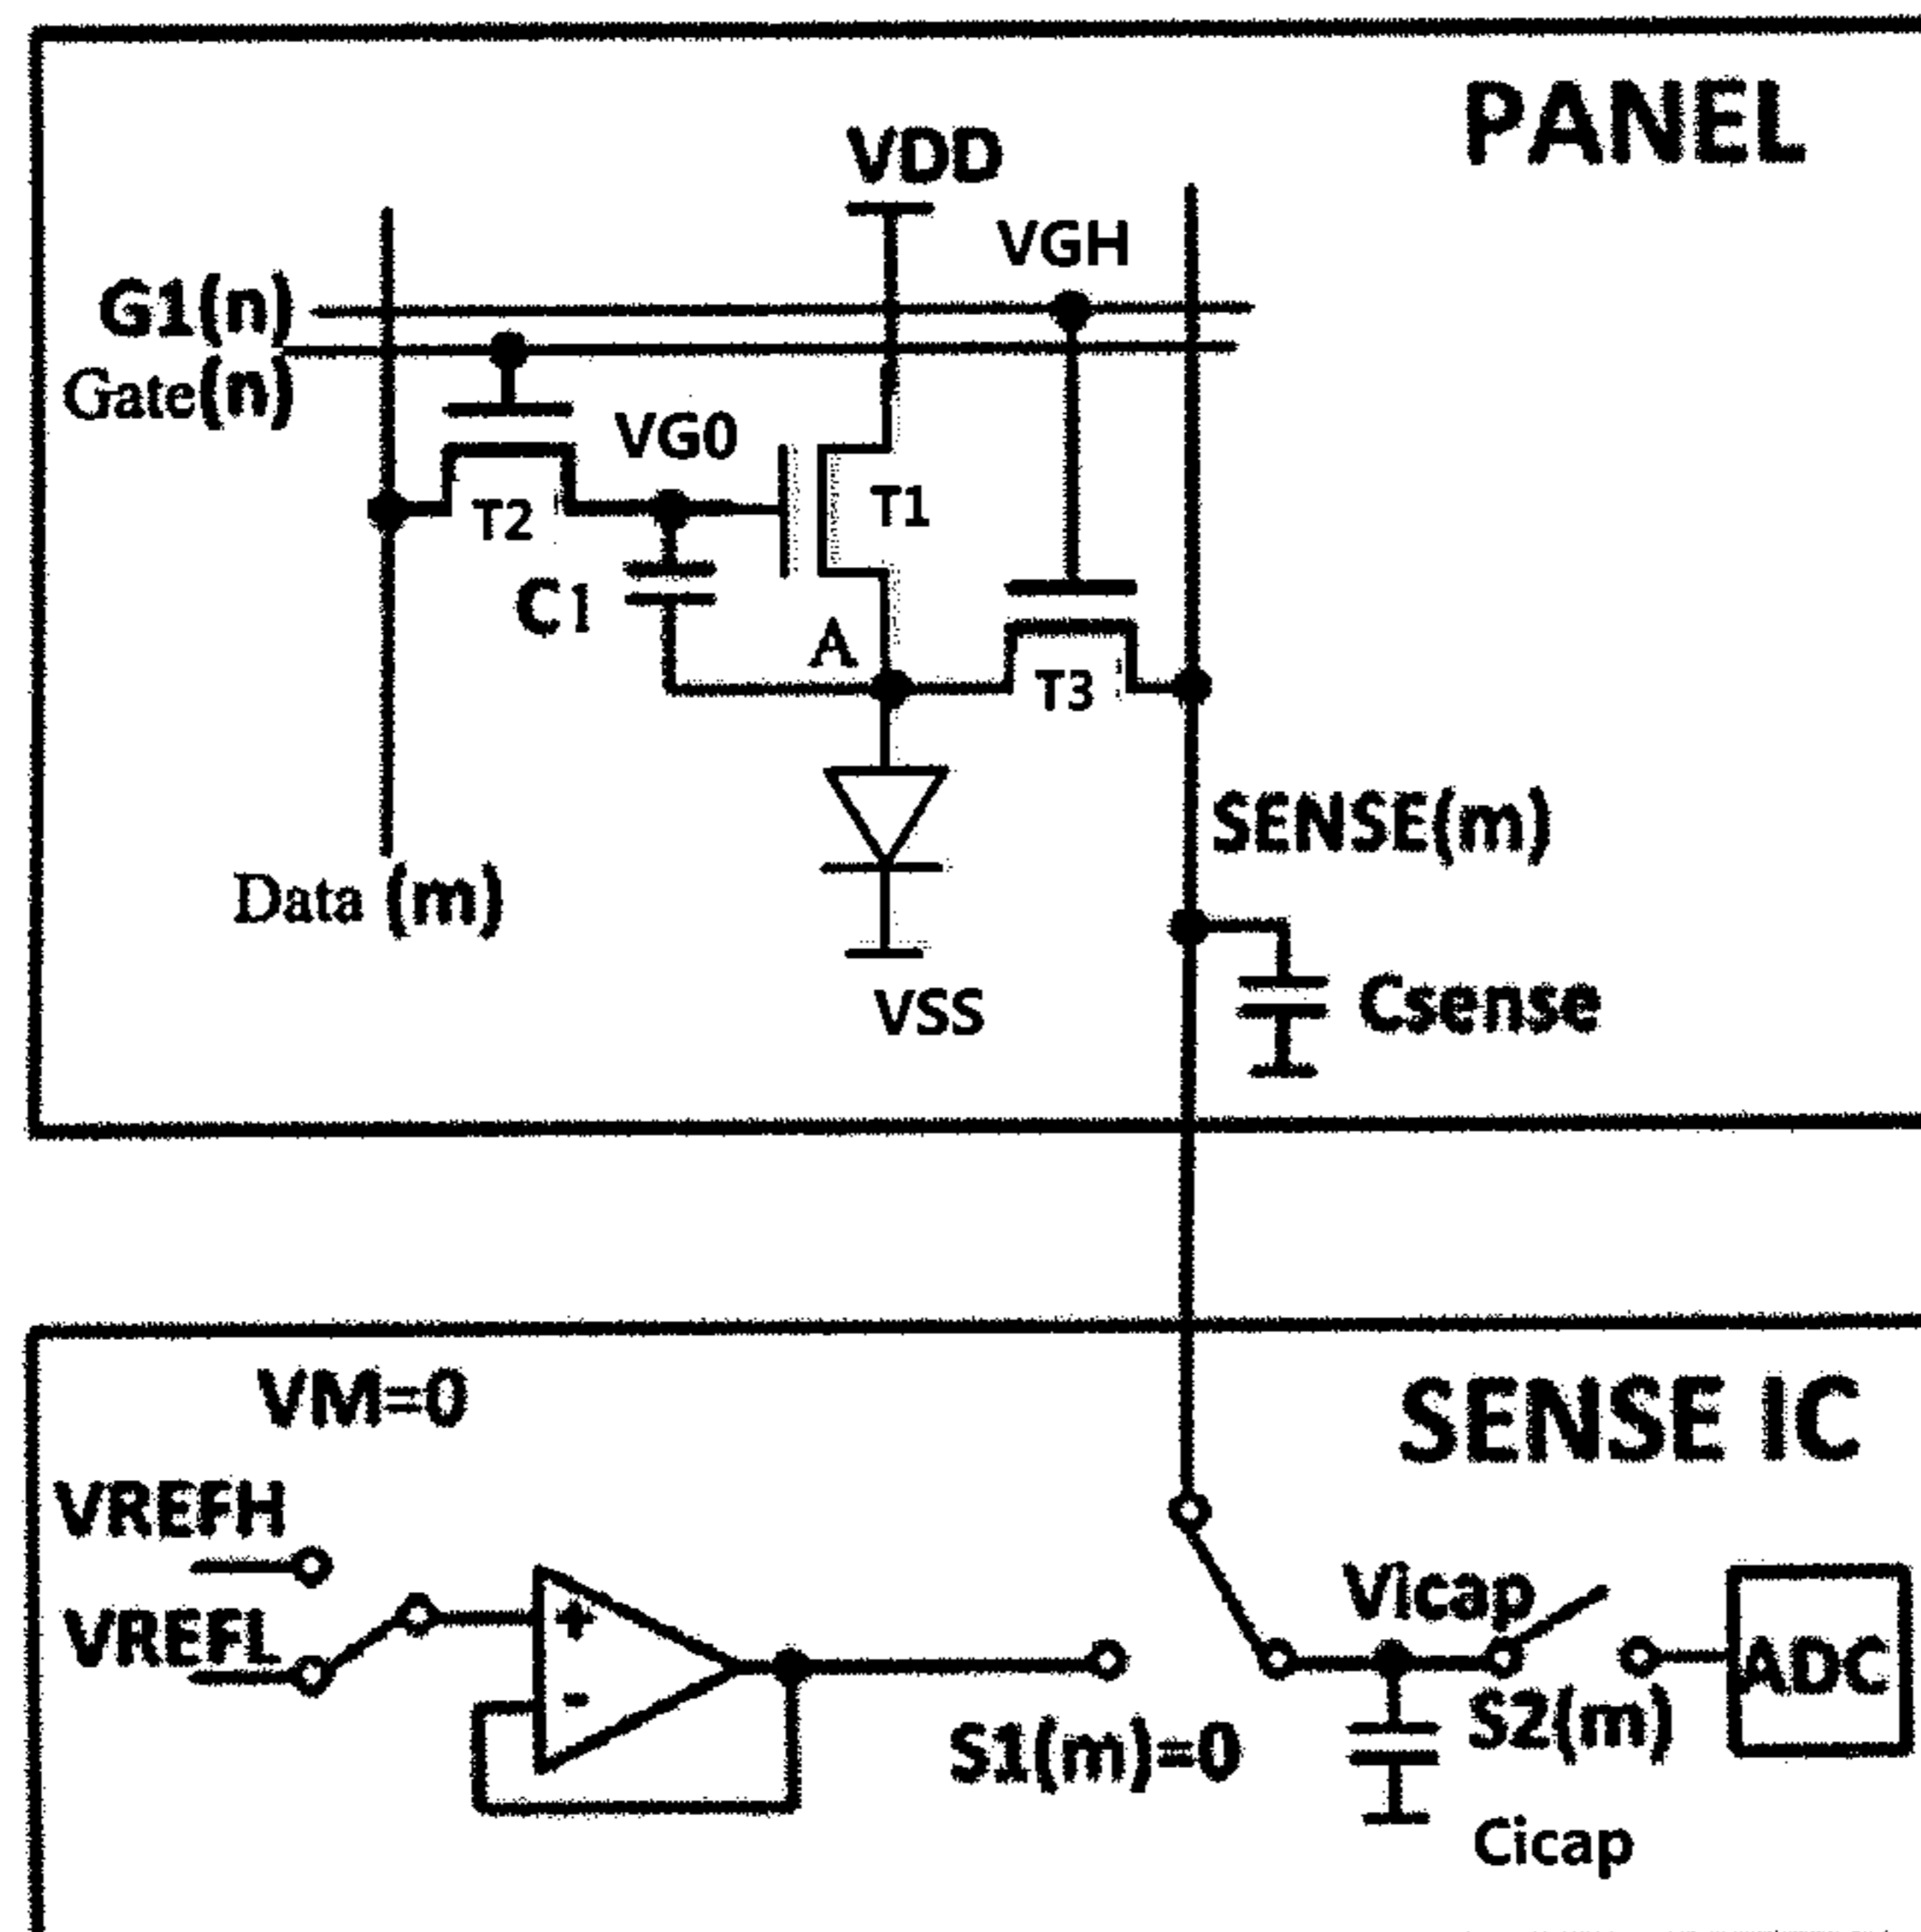 PANEL
VDD
VGH
G1(n)
Gate(n)
VG0
T1
T2
C1
A
T3
SENSE(m)
Data (m)
Csense
VSS
VM=0
SENSE IC
VREFH
VREFL
+
-
Vicap
ADC
S2(m)
S1(m)=0
Cicap